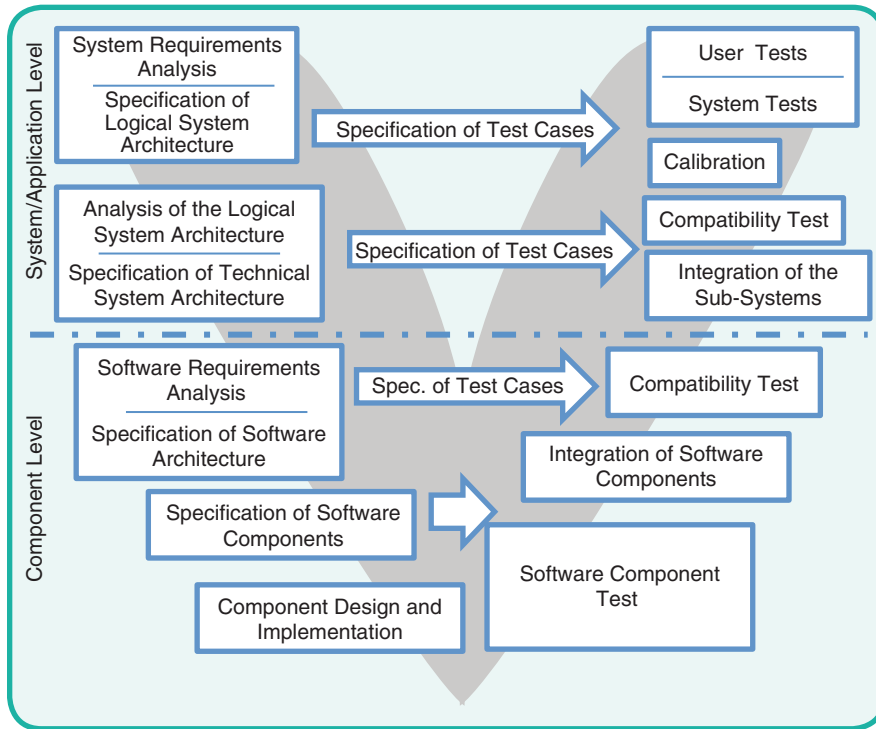 System/Application Level
System Requirements
Analysis
Specification of
Logical System
Architecture
Specification of Test Cases
User Tests
System Tests
Calibration
Analysis of the Logical
System Architecture
Specification of Technical
System Architecture
Specification of Test Cases
Compatibility Test
Integration of the
Sub-Systems
Component Level
Software Requirements
Analysis
Specification of Software
Architecture
Spec. of Test Cases
Compatibility Test
Integration of Software
Components
Specification of Software
Components
Software Component
Test
Component Design and
Implementation